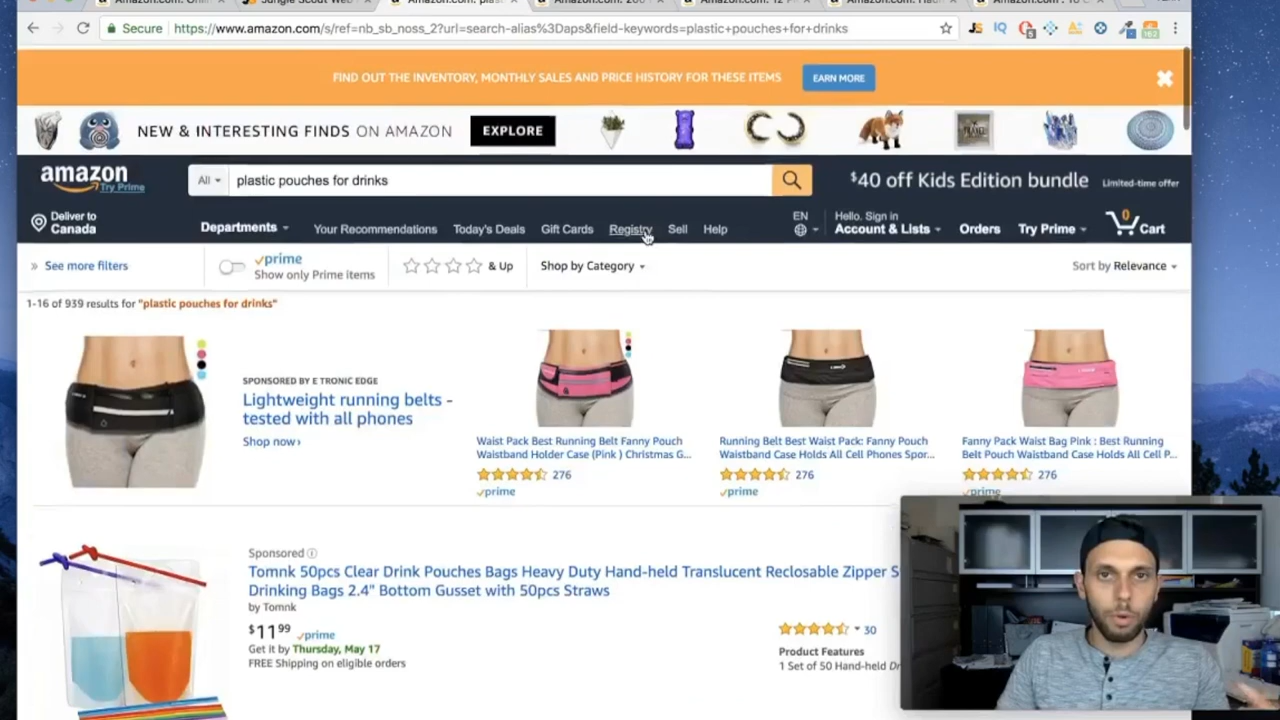 Secure https://www.amazon.com/s/ref=nb_sb_noss_2?url=search-alias%3Daps&field-keywords=plastic+pouches+for+drinks
FIND OUT THE INVENTORY, MONTHLY SALES AND PRICE HISTORY FOR THESE ITEMS EARN MORE
NEW & INTERESTING FINDS ON AMAZON EXPLORE
amazon
Try Prime
All plastic pouches for drinks
$40 off Kids Edition bundle Limited-time offer
Deliver to
Canada
Departments Your Recommendations Today's Deals Gift Cards Registry Sell Help
EN
Hello. Sign in
Account & Lists Orders Try Prime 0 Cart
» See more filters
prime
Show only Prime items
& Up Shop by Category
Sort by Relevance
1-16 of 939 results for "plastic pouches for drinks"
SPONSORED BY E TRONIC EDGE
Lightweight running belts -
tested with all phones
Shop now›
Waist Pack Best Running Belt Fanny Pouch
Waistband Holder Case (Pink ) Christmas G...
276
prime
Running Belt Best Waist Pack: Fanny Pouch
Waistband Case Holds All Cell Phones Spor...
276
prime
Fanny Pack Waist Bag Pink : Best Running
Belt Pouch Waistband Case Holds All Cell P...
276
prime
Sponsored
Tomnk 50pcs Clear Drink Pouches Bags Heavy Duty Hand-held Translucent Reclosable Zipper S
Drinking Bags 2.4" Bottom Gusset with 50pcs Straws
by Tomnk
$11 99 prime
Get it by Thursday, May 17
FREE Shipping on eligible orders
30
Product Features
1 Set of 50 Hand-held Dr